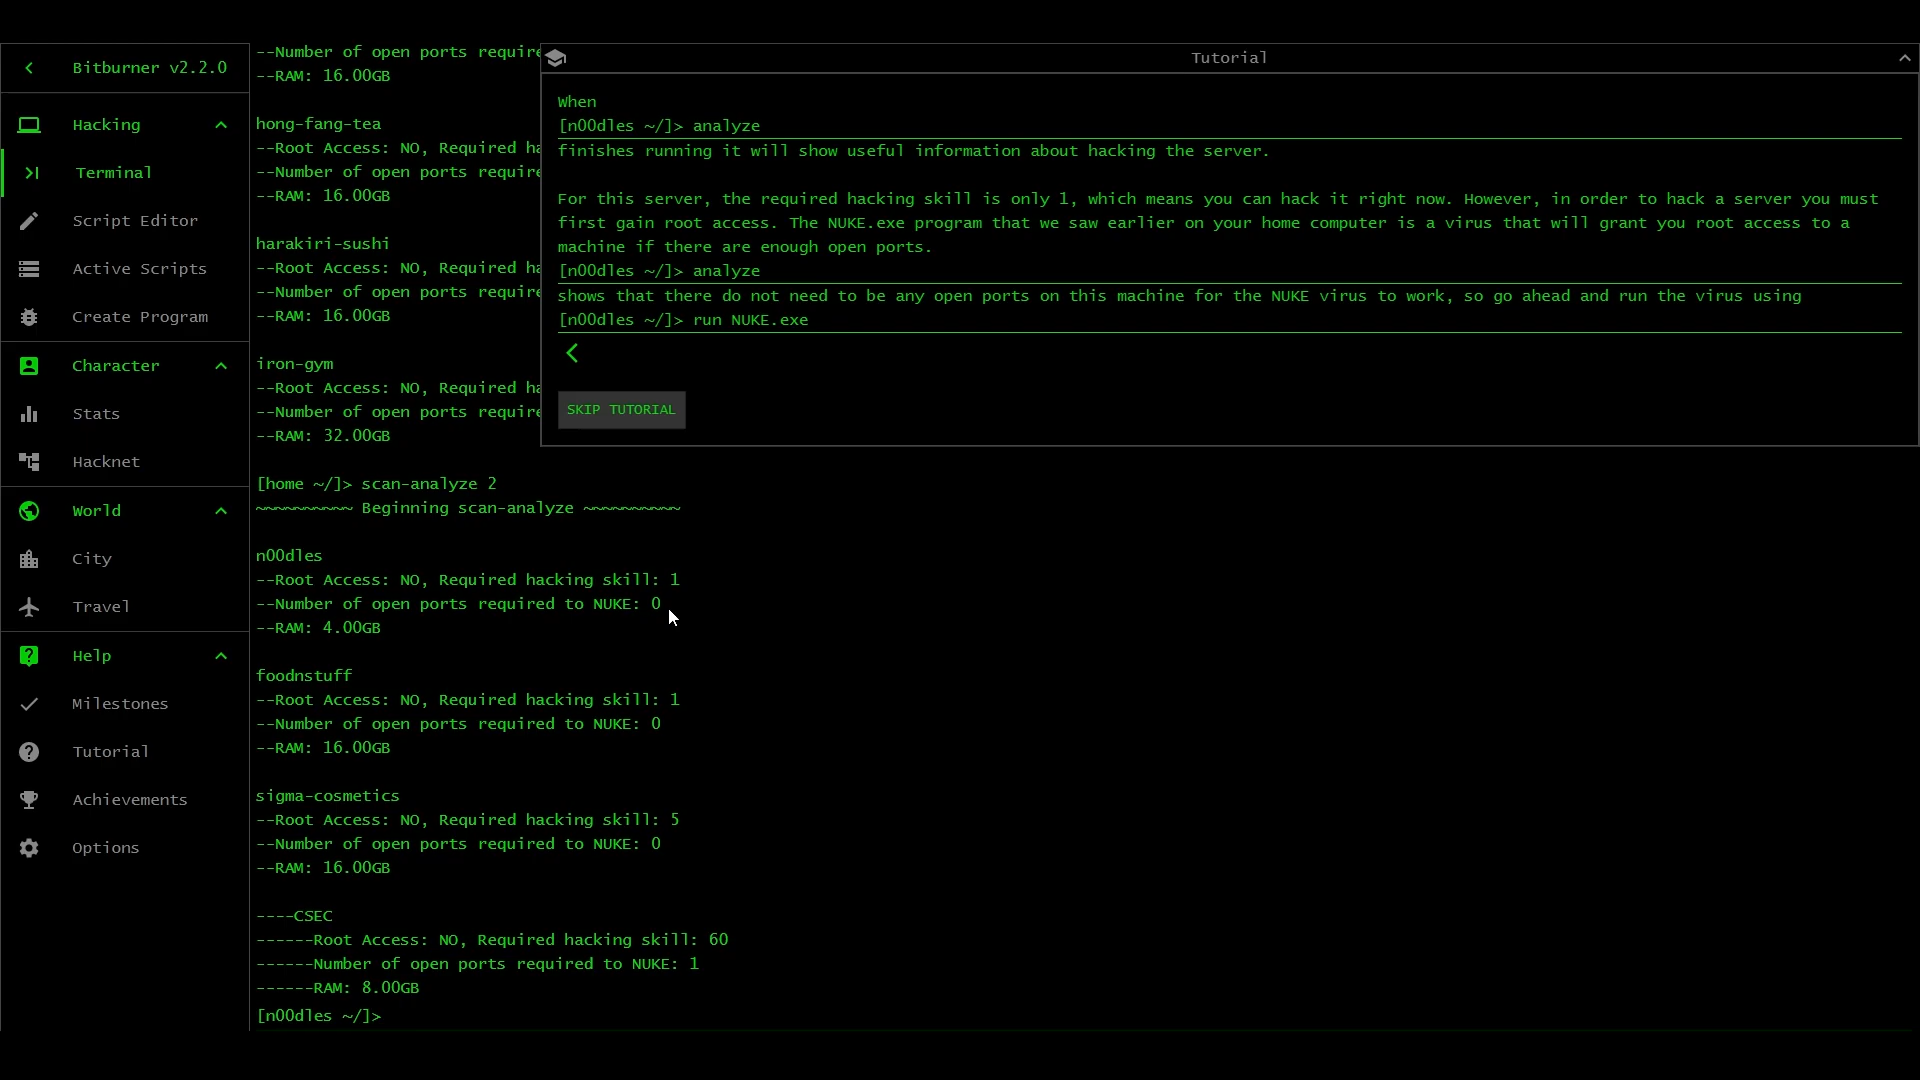 Bitburner v2.2.0
Hacking
Terminal
Script Editor
Active Scripts
Create Program
Character
Stats
Hacknet
World
City
Travel
Help
Milestones
Tutorial
Achievements
Options
--Number of open ports require
--RAM: 16.00GB
hong-fang-tea
--Root Access: NO, Required ha
--Number of open ports require
--RAM: 16.00GB
harakiri-sushi
--Root Access: NO, Required ha
--Number of open ports require
--RAM: 16.00GB
iron-gym
--Root Access: NO, Required ha
--Number of open ports require
--RAM: 32.00GB
[home ~/]> scan-analyze 2
~~~~~~~~~~ Beginning scan-analyze ~~~~~~~~~~
n00dles
--Root Access: NO, Required hacking skill: 1
--Number of open ports required to NUKE: 0
--RAM: 4.00GB
foodnstuff
--Root Access: NO, Required hacking skill: 1
--Number of open ports required to NUKE: 0
--RAM: 16.00GB
sigma-cosmetics
--Root Access: NO, Required hacking skill: 5
--Number of open ports required to NUKE: 0
--RAM: 16.00GB
----CSEC
------Root Access: NO, Required hacking skill: 60
------Number of open ports required to NUKE: 1
------RAM: 8.00GB
[n00dles ~/]>
Tutorial
When
[n00dles ~/]> analyze
finishes running it will show useful information about hacking the server.
For this server, the required hacking skill is only 1, which means you can hack it right now. However, in order to hack a server you must
first gain root access. The NUKE.exe program that we saw earlier on your home computer is a virus that will grant you root access to a
machine if there are enough open ports.
[n00dles ~/]> analyze
shows that there do not need to be any open ports on this machine for the NUKE virus to work, so go ahead and run the virus using
[n00dles ~/]> run NUKE.exe
SKIP TUTORIAL